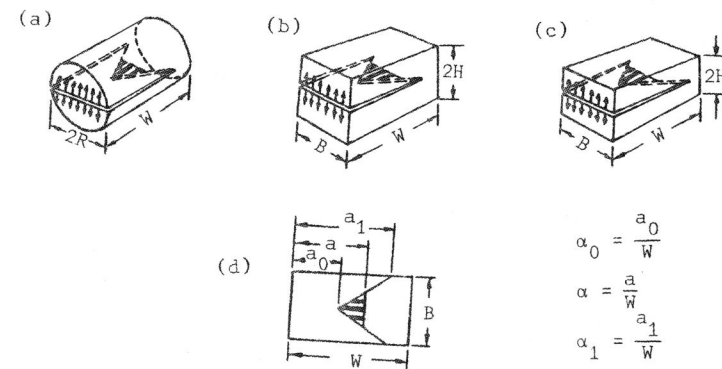 (a)
2R
W
(b)
2H
B
W
(c)
2H
B
W
(d)
a₁
a
a₀
B
W
α₀ = a₀/W
α = a/W
α₁ = a₁/W